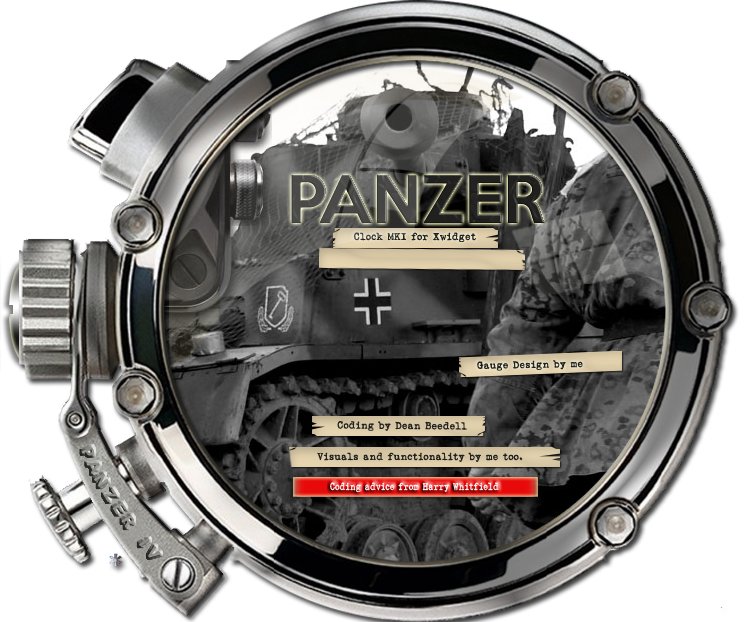 PANZER
Clock MKI for Xwidget
Gauge Design by me
Coding by Dean Beedell
Visuals and functionality by me too.
Coding advice from Harry Whitfield
PANZER IV